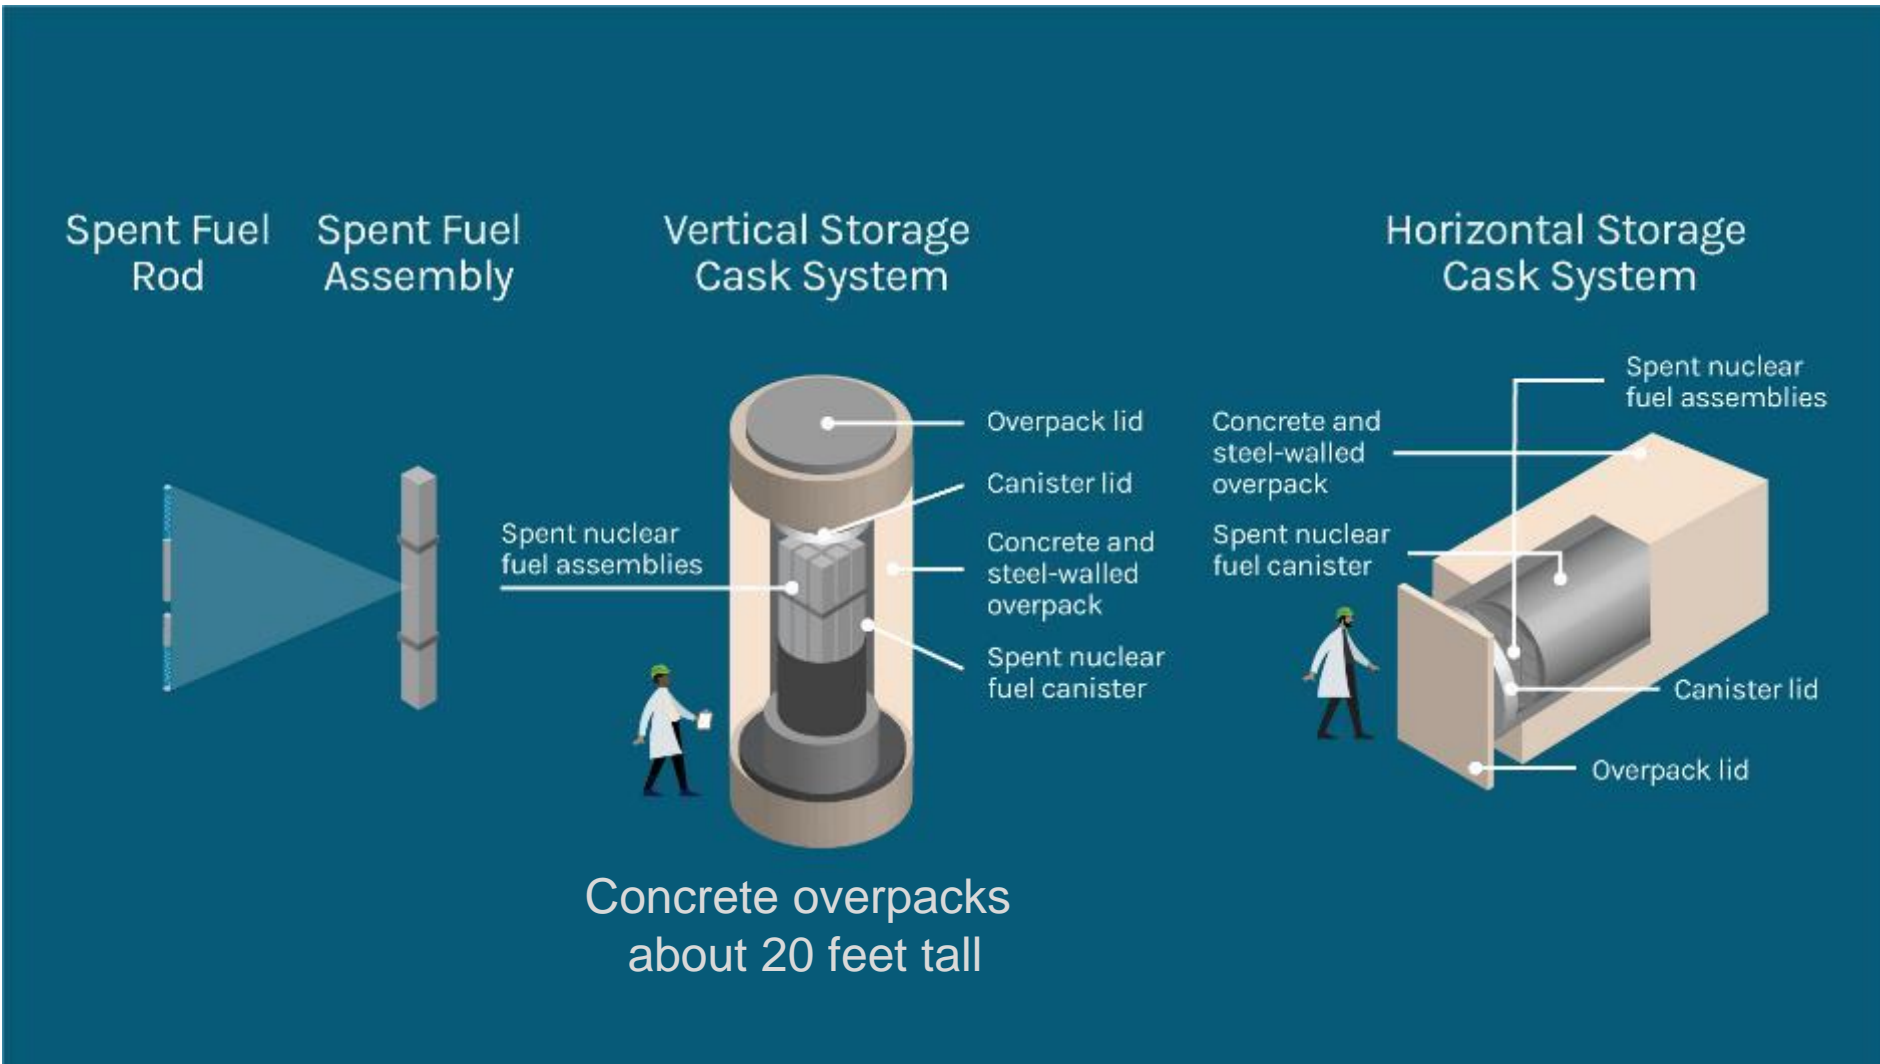 Spent Fuel
Rod
Spent Fuel
Assembly
Vertical Storage
Cask System
Horizontal Storage
Cask System
Spent nuclear
fuel assemblies
Overpack lid
Canister lid
Concrete and
steel-walled
overpack
Spent nuclear
fuel canister
Spent nuclear
fuel assemblies
Concrete and
steel-walled
overpack
Spent nuclear
fuel canister
Canister lid
Overpack lid
Concrete overpacks
about 20 feet tall